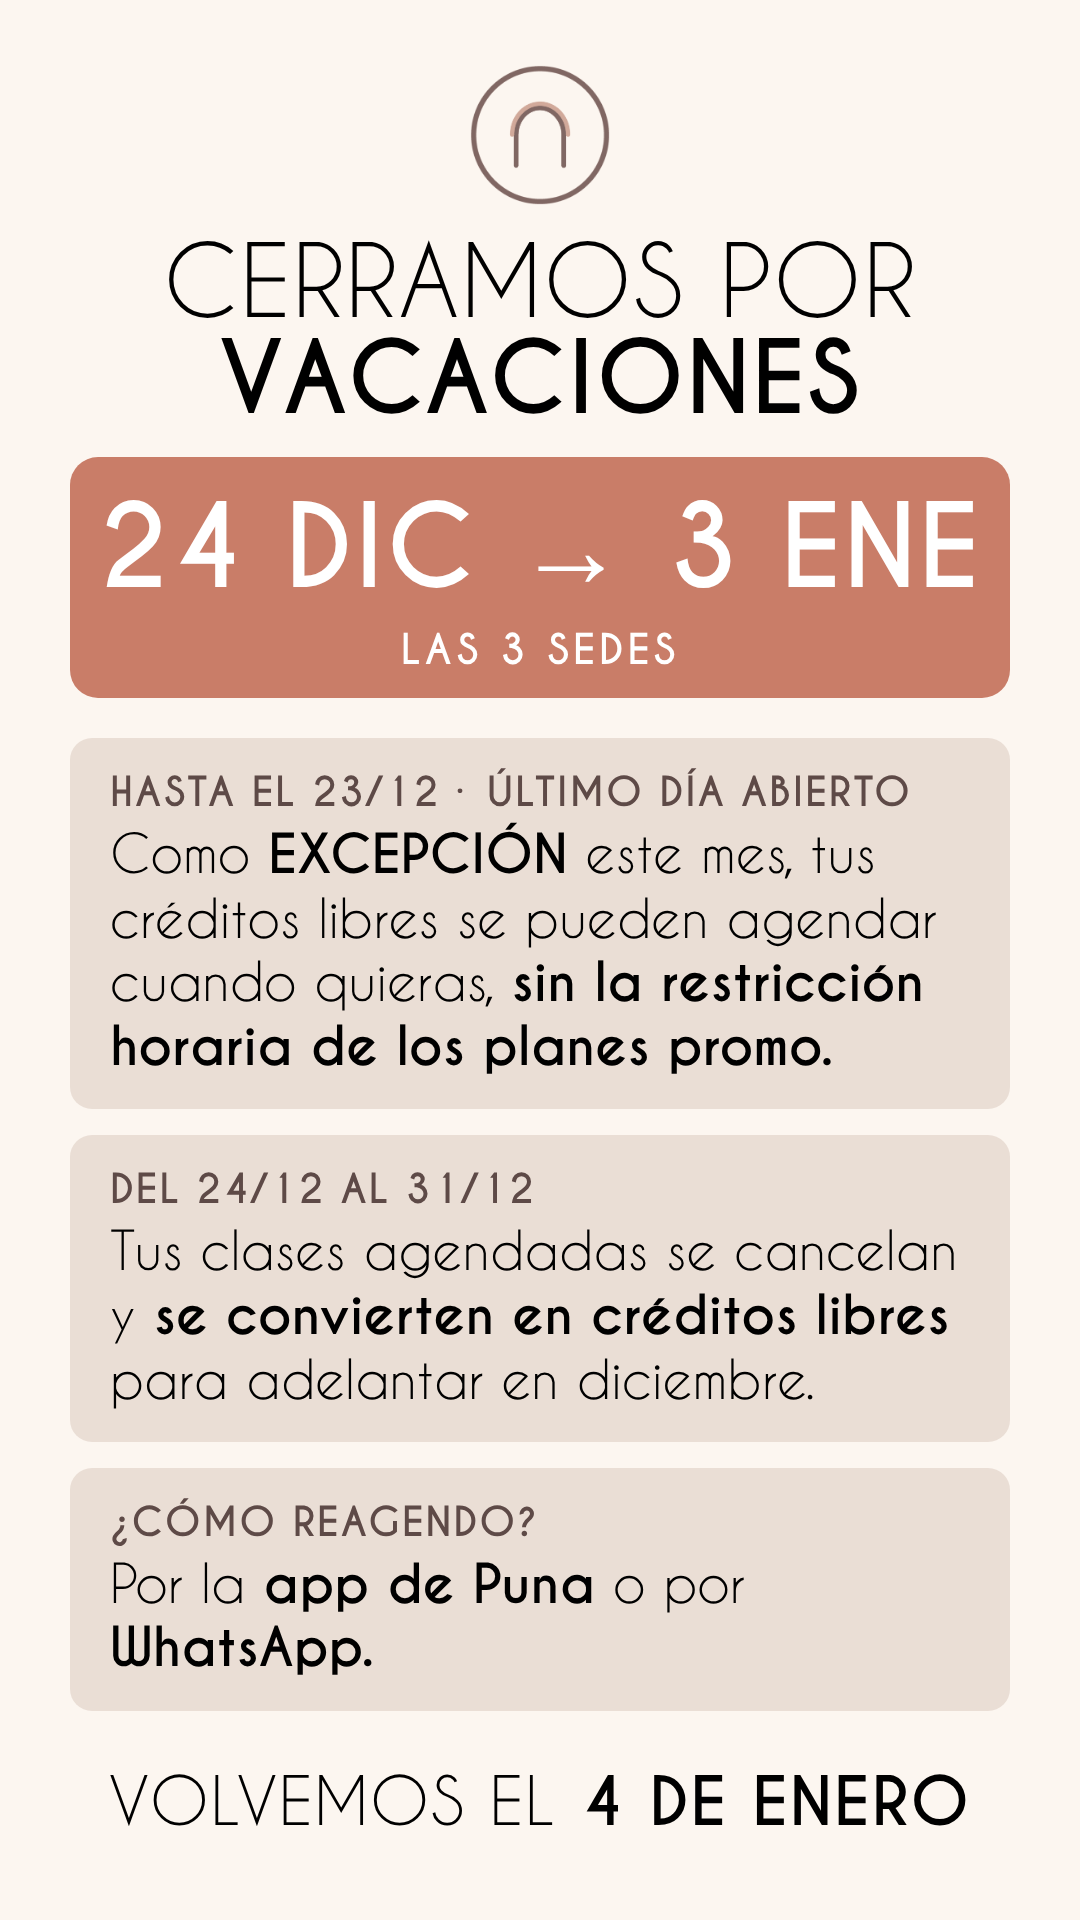 CERRAMOS POR
VACACIONES
24 DIC → 3 ENE
LAS 3 SEDES
HASTA EL 23/12 · ÚLTIMO DÍA ABIERTO
Como EXCEPCIÓN este mes, tus
créditos libres se pueden agendar
cuando quieras, sin la restricción
horaria de los planes promo.
DEL 24/12 AL 31/12
Tus clases agendadas se cancelan
y se convierten en créditos libres
para adelantar en diciembre.
¿CÓMO REAGENDO?
Por la app de Puna o por
WhatsApp.
VOLVEMOS EL 4 DE ENERO